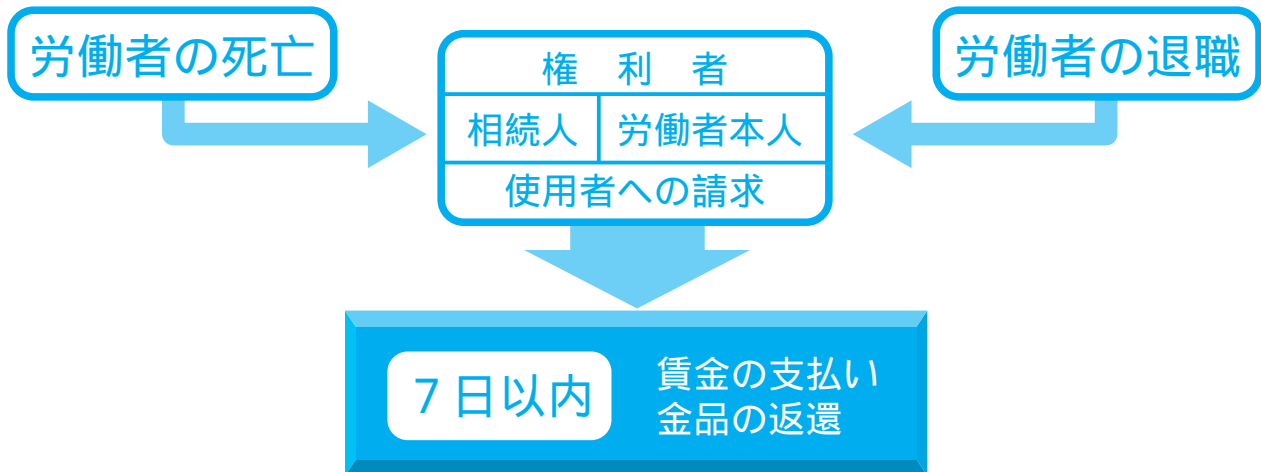 労働者の死亡
労働者の退職
権 利 者
相続人 労働者本人
使用者への請求
7日以内
賃金の支払い
金品の返還